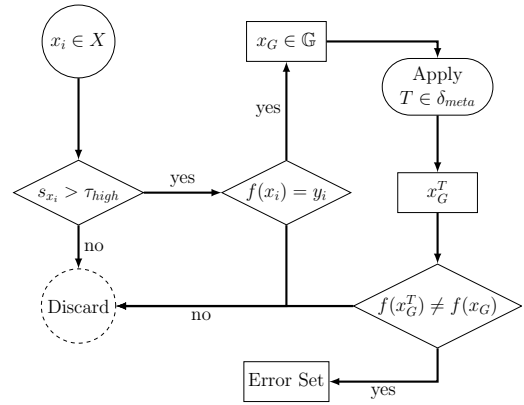 x_i ∈ X
x_G ∈ 𝔾
Apply
T ∈ δ_meta
yes
s_{x_i} > τ_high
yes
f(x_i) = y_i
x_G^T
no
Discard
no
f(x_G^T) ≠ f(x_G)
Error Set
yes